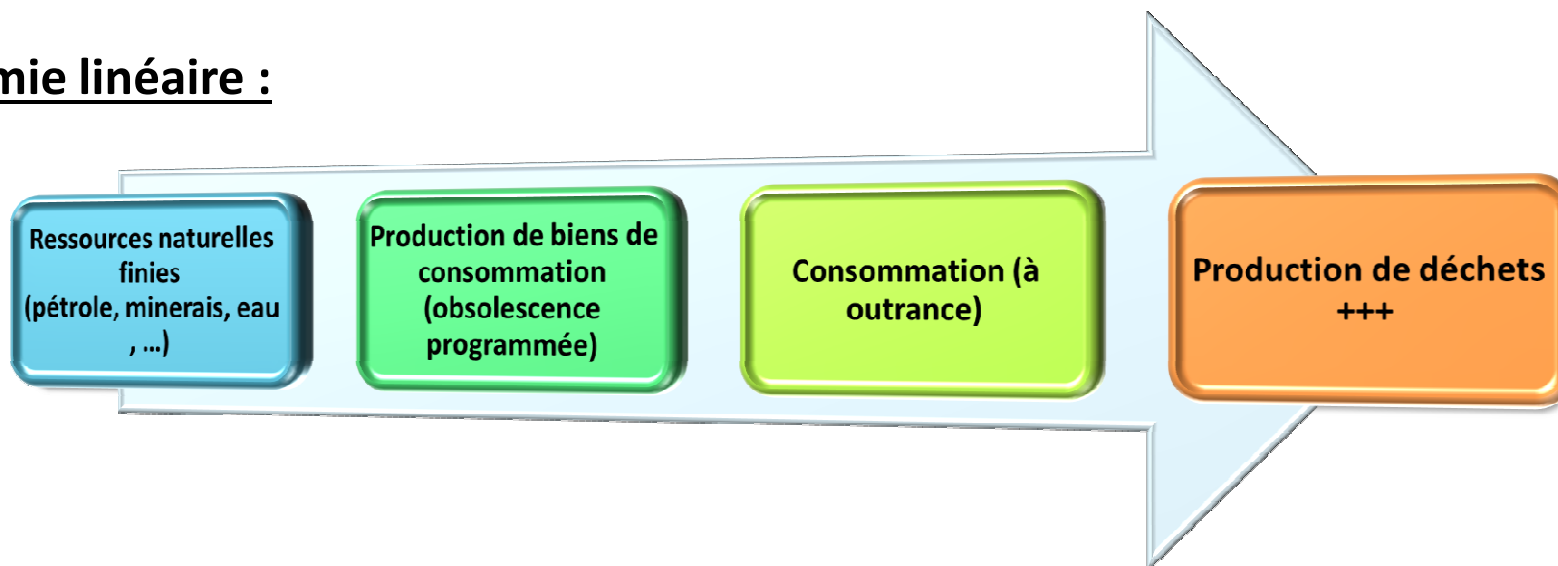 mie linéaire :
Ressources naturelles
finies
(pétrole, minerais, eau
, ...)
Production de biens de
consommation
(obsolescence
programmée)
Consommation (à
outrance)
Production de déchets
+++